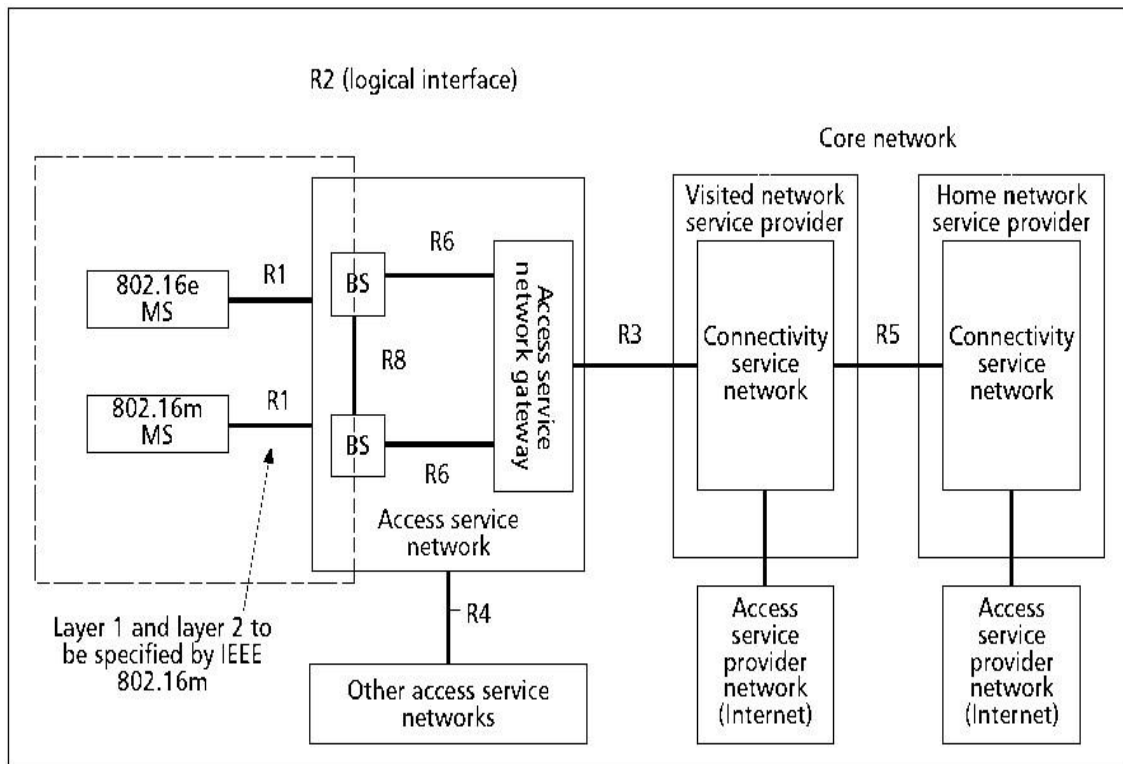 R2 (logical interface)
Core network
Visited network
service provider
Home network
service provider
802.16e
MS
R1
BS
R6
Access service
network gateway
R8
802.16m
MS
R1
BS
R6
R3
Connectivity
service
network
R5
Connectivity
service
network
Access service
network
R4
Layer 1 and layer 2 to
be specified by IEEE
802.16m
Other access service
networks
Access
service
provider
network
(Internet)
Access
service
provider
network
(Internet)